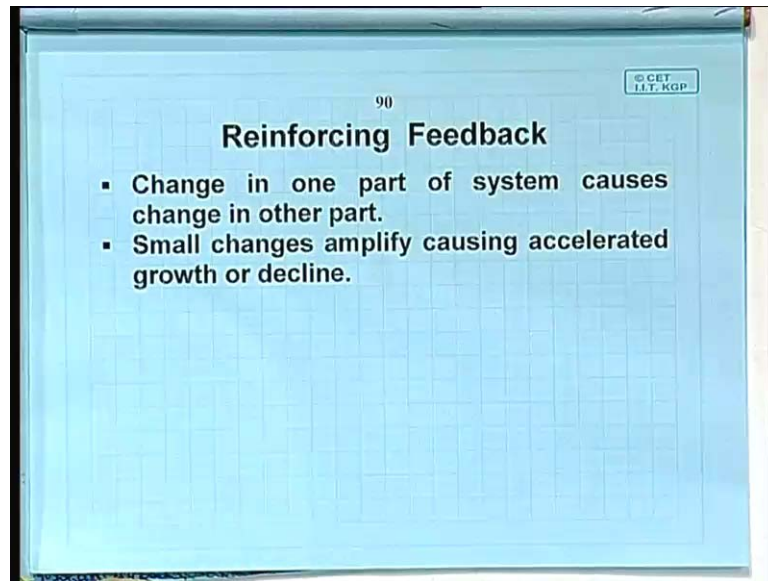 © CET
I.I.T. KGP
90
Reinforcing Feedback
▪ Change in one part of system causes
change in other part.
▪ Small changes amplify causing accelerated
growth or decline.